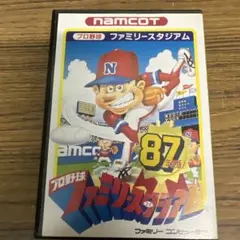 namcot
プロ野球 ファミリースタジアム
N
amco
87
プロ野球
ファミリースタジアム
ファミリー コンピューター